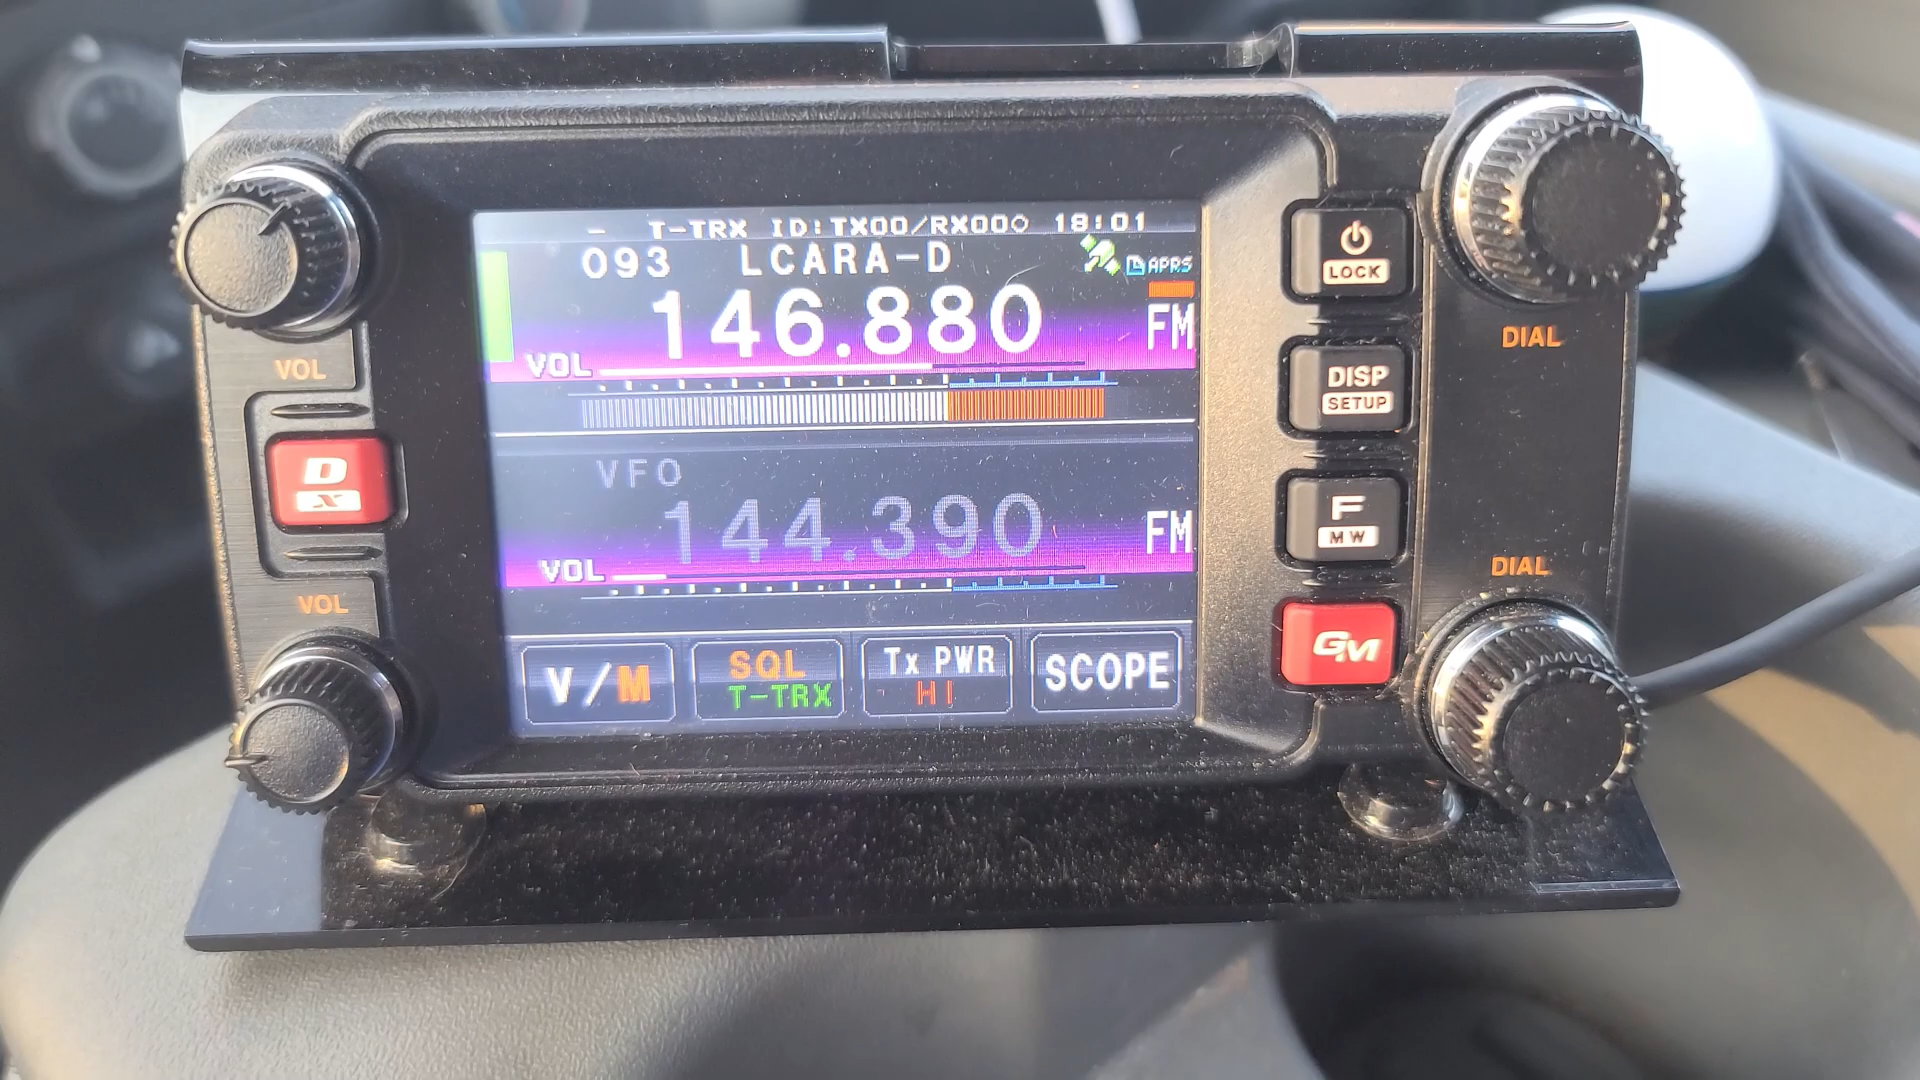 - T-TRX ID:TX00/RX00◇ 18:01
093 LCARA-D APRS
146.880 FM
VOL
VFO
144.390 FM
VOL
V/M
SQL
T-TRX
Tx PWR
HI
SCOPE
VOL
D
X
VOL
LOCK
DISP
SETUP
F
MW
GM
DIAL
DIAL